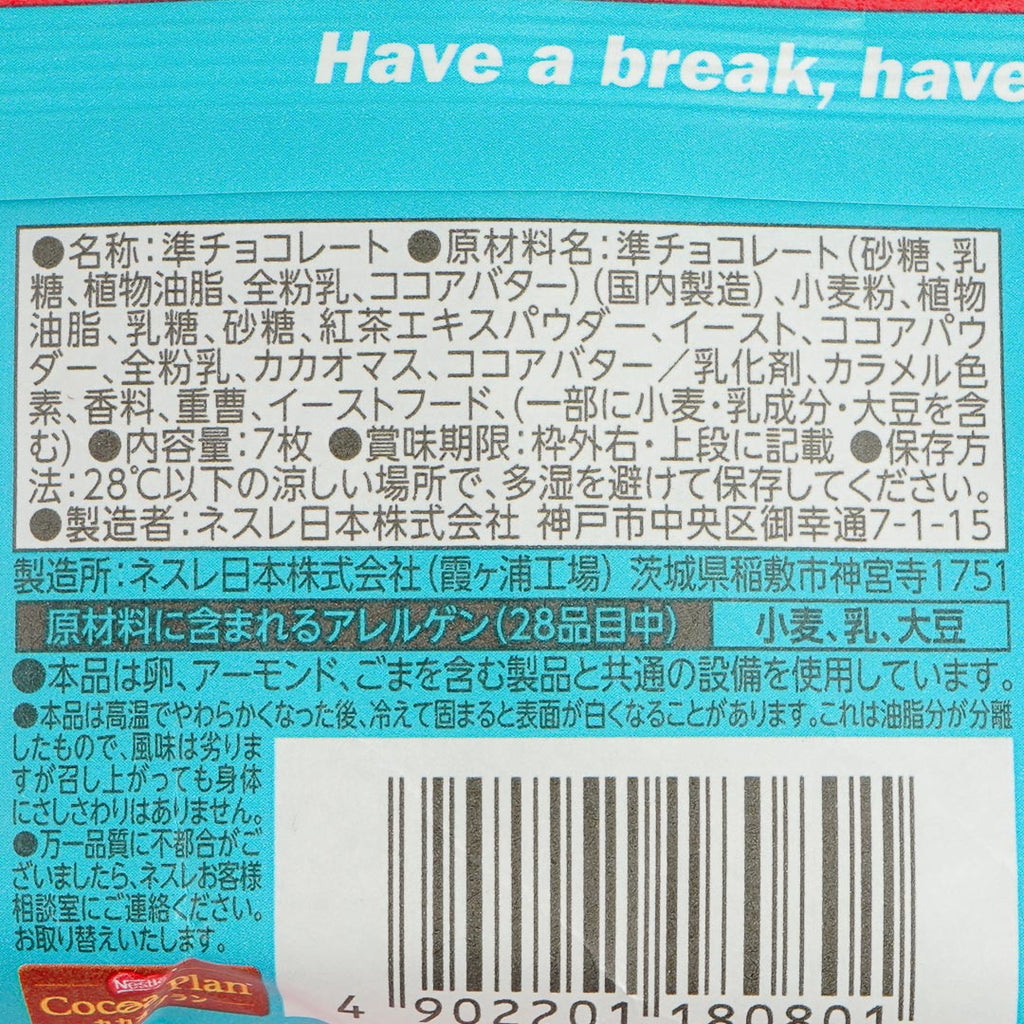 Have a break, have
●名称：準チョコレート ●原材料名：準チョコレート（砂糖、乳
糖、植物油脂、全粉乳、ココアバター）（国内製造）、小麦粉、植物
油脂、乳糖、砂糖、紅茶エキスパウダー、イースト、ココアパウ
ダー、全粉乳、カカオマス、ココアバター／乳化剤、カラメル色
素、香料、重曹、イーストフード、（一部に小麦・乳成分・大豆を含
む） ●内容量：7枚 ●賞味期限：枠外右・上段に記載 ●保存方
法：28℃以下の涼しい場所で、多湿を避けて保存してください。
●製造者：ネスレ日本株式会社 神戸市中央区御幸通7-1-15
製造所：ネスレ日本株式会社（霞ヶ浦工場） 茨城県稲敷市神宮寺1751
原材料に含まれるアレルゲン（28品目中） 小麦、乳、大豆
●本品は卵、アーモンド、ごまを含む製品と共通の設備を使用しています。
●本品は高温でやわらかくなった後、冷えて固まると表面が白くなることがあります。これは油脂分が分離
したもので、風味は劣りま
すが召し上がっても身体
にさしさわりはありません。
●万一品質に不都合がご
ざいましたら、ネスレお客様
相談室にご連絡ください。
お取り替えいたします。
Nestlé
Cocoa Plan
4 902201 180801